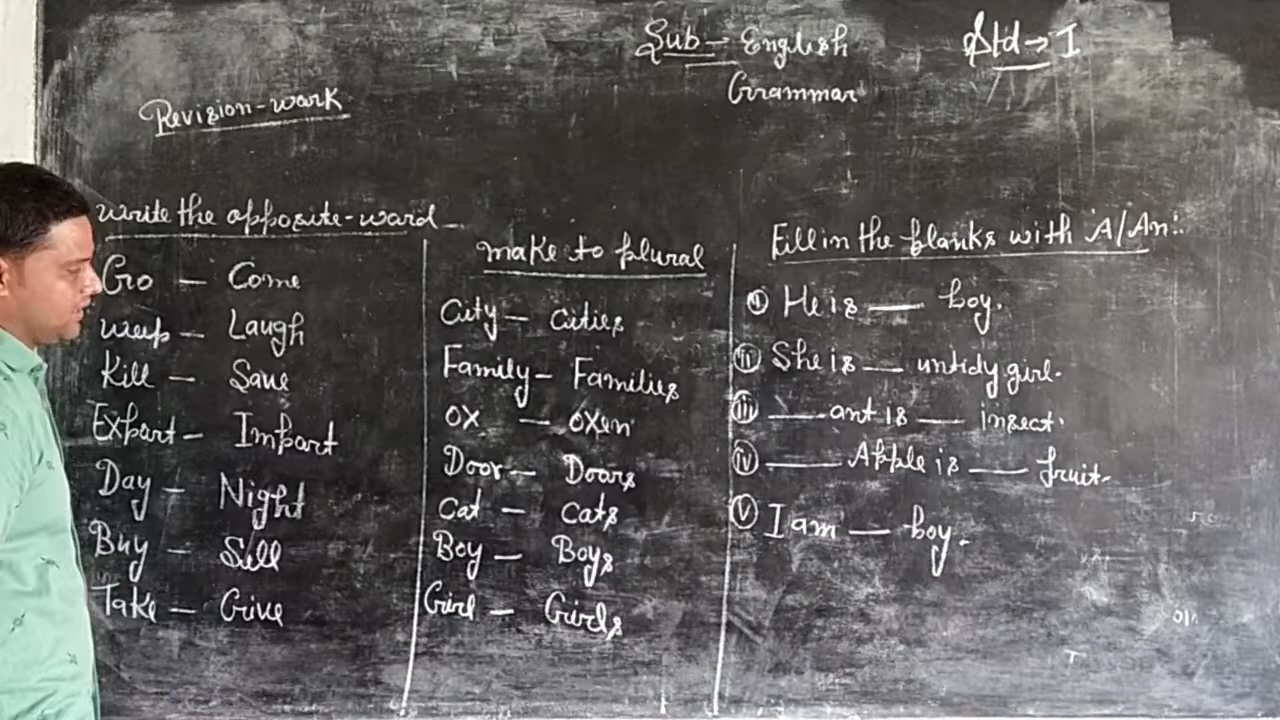 Sub → English
Grammar
Std → I
Revision-work
Write the opposite-word
Go — Come
weep — Laugh
Kill — Save
Export — Import
Day — Night
Buy — Sell
Take — Give
make to plural
City — Cities
Family — Families
OX — OXen
Door — Doors
Cat — Cats
Boy — Boys
Girl — Girls
Fill in the blanks with A/An:
(i) He is ___ boy.
(ii) She is ___ untidy girl.
(iii) ___ ant is ___ insect.
(iv) ___ Apple is ___ fruit.
(v) I am ___ boy.